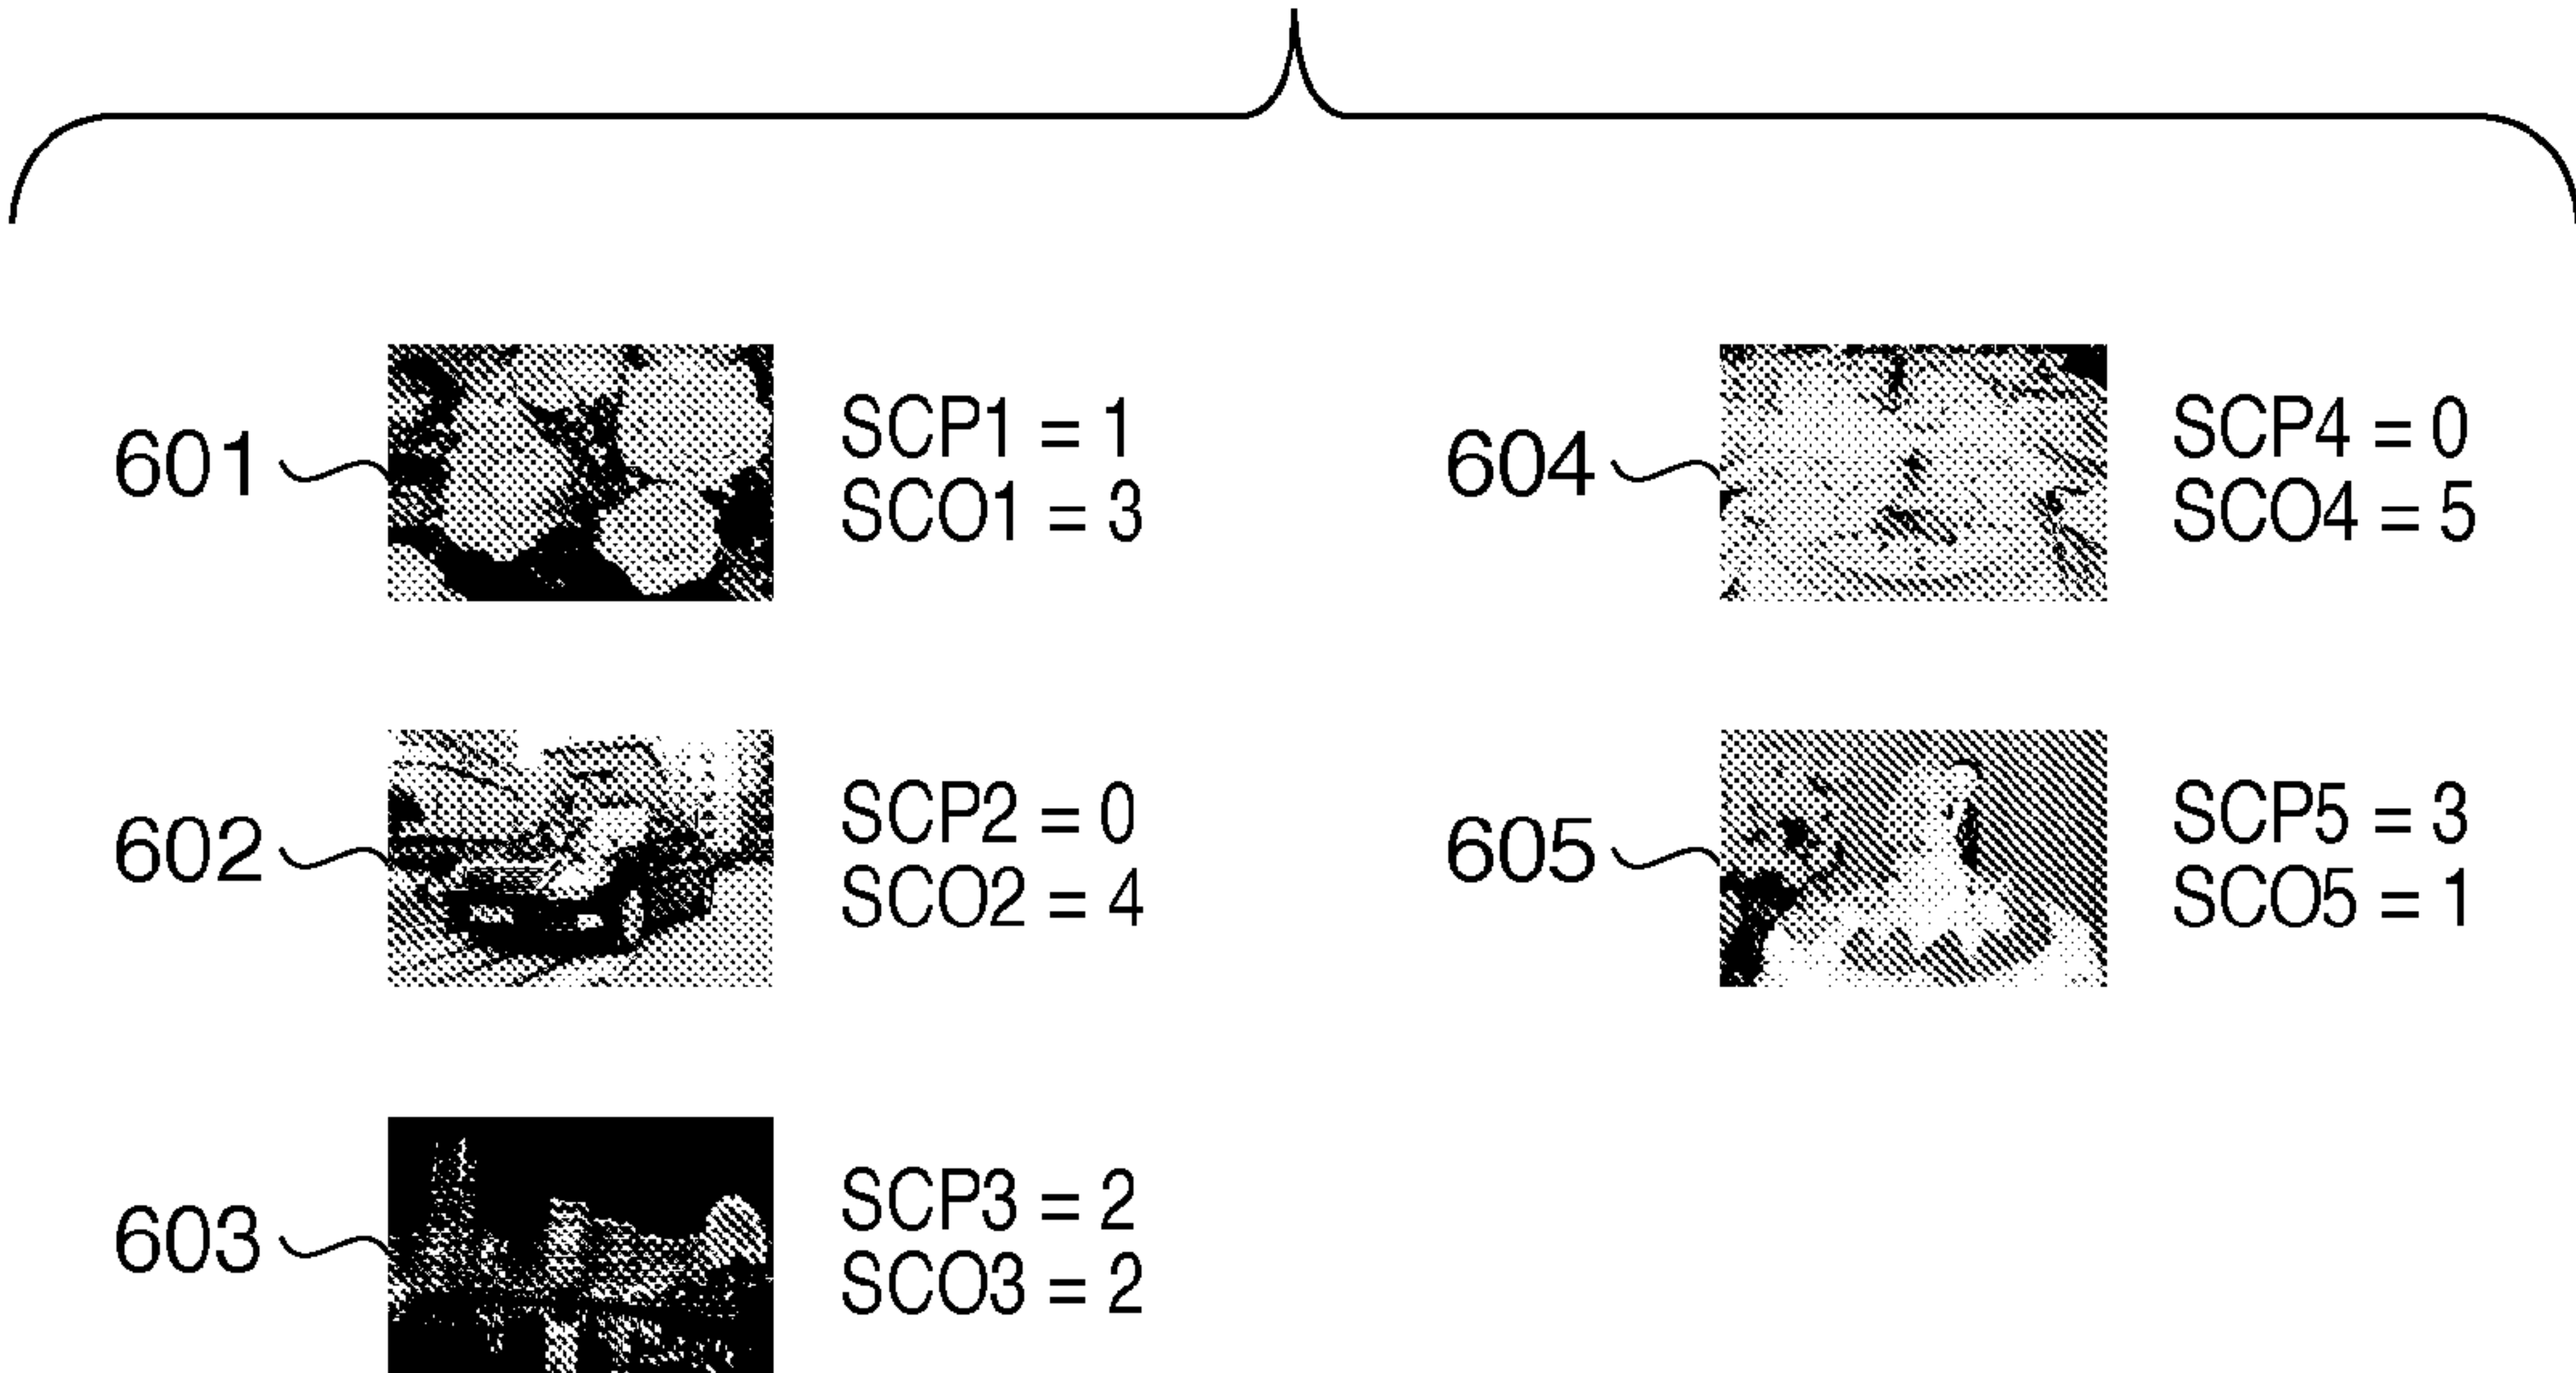 601
SCP1 = 1
SCO1 = 3
602
SCP2 = 0
SCO2 = 4
603
SCP3 = 2
SCO3 = 2
604
SCP4 = 0
SCO4 = 5
605
SCP5 = 3
SCO5 = 1